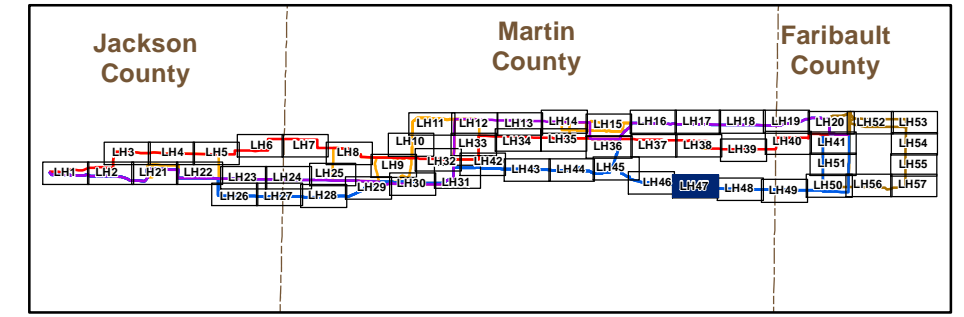 Jackson
County
Martin
County
Faribault
County
LH11 LH12 LH13 LH14 LH15 LH16 LH17 LH18 LH19 LH20 LH52 LH53
LH3 LH4 LH5 LH6 LH7 LH8 LH10 LH33 LH34 LH35 LH36 LH37 LH38 LH39 LH40 LH41 LH54
LH1 LH2 LH21 LH22 LH23 LH24 LH25 LH9 LH32 LH42 LH43 LH44 LH45 LH51 LH55
LH26 LH27 LH28 LH29 LH30 LH31 LH46 LH47 LH48 LH49 LH50 LH56 LH57